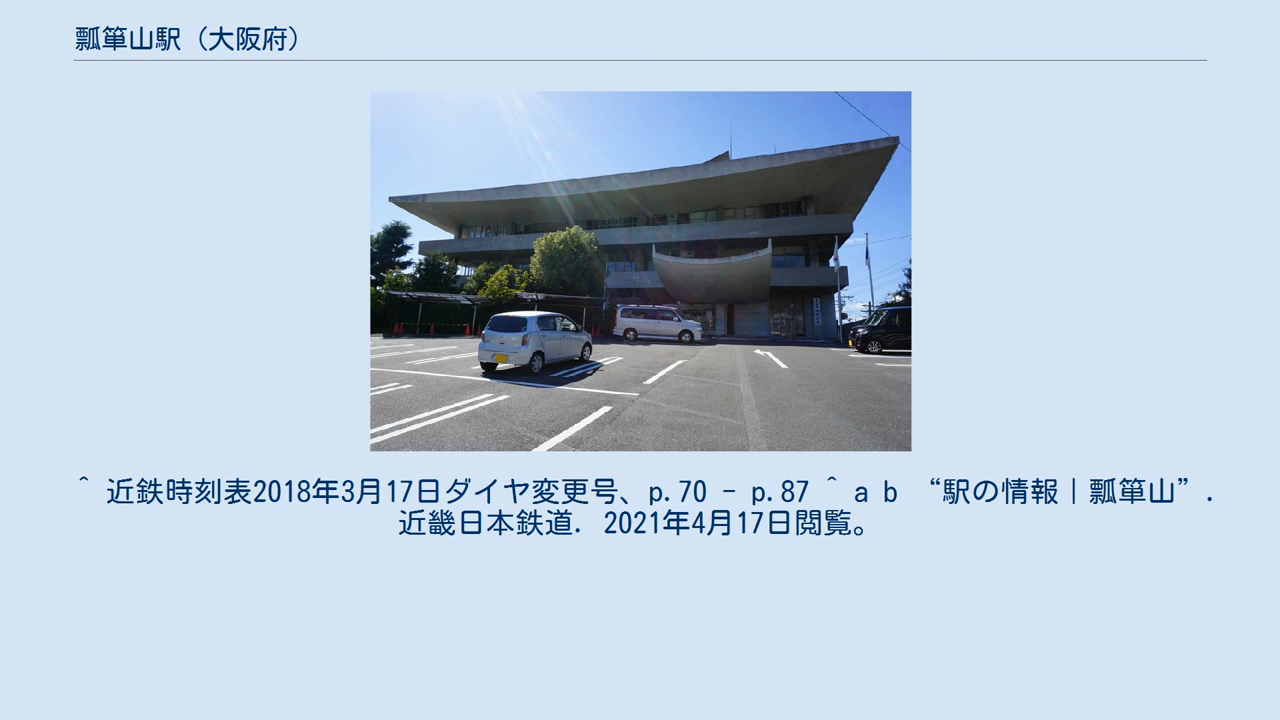 瓢箪山駅（大阪府）
^ 近鉄時刻表2018年3月17日ダイヤ変更号、p.70 - p.87 ^ a b “駅の情報｜瓢箪山”.
近畿日本鉄道. 2021年4月17日閲覧。